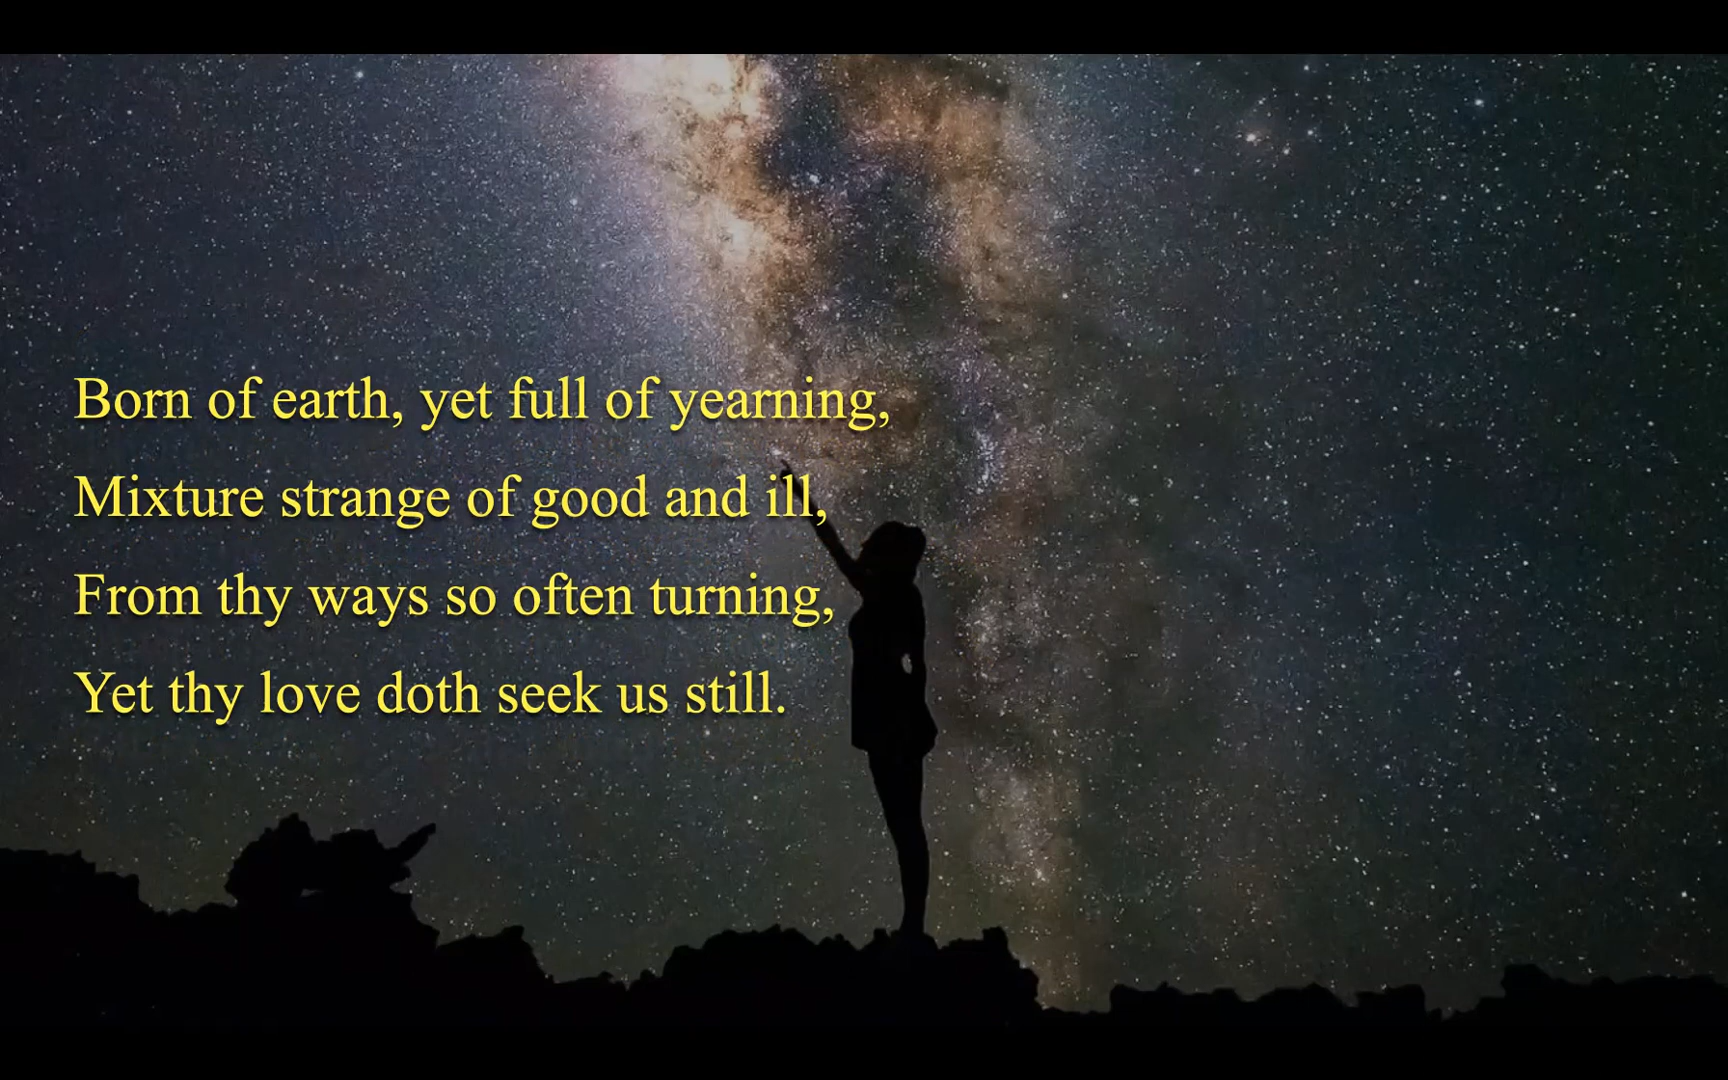 Born of earth, yet full of yearning,
Mixture strange of good and ill,
From thy ways so often turning,
Yet thy love doth seek us still.